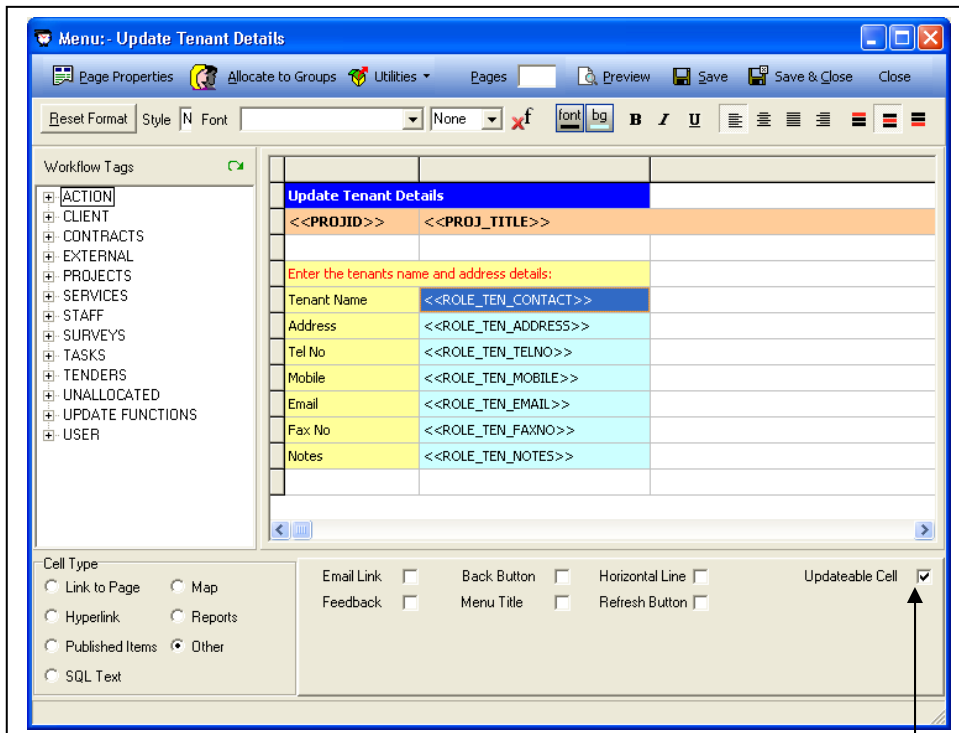 Menu:- Update Tenant Details
Page Properties Allocate to Groups Utilities Pages Preview Save Save & Close Close
Reset Format Style N Font None xf font bg B I U
Workflow Tags
ACTION
CLIENT
CONTRACTS
EXTERNAL
PROJECTS
SERVICES
STAFF
SURVEYS
TASKS
TENDERS
UNALLOCATED
UPDATE FUNCTIONS
USER
Update Tenant Details
<<PROJID>> <<PROJ_TITLE>>
Enter the tenants name and address details:
Tenant Name <<ROLE_TEN_CONTACT>>
Address <<ROLE_TEN_ADDRESS>>
Tel No <<ROLE_TEN_TELNO>>
Mobile <<ROLE_TEN_MOBILE>>
Email <<ROLE_TEN_EMAIL>>
Fax No <<ROLE_TEN_FAXNO>>
Notes <<ROLE_TEN_NOTES>>
Cell Type
Link to Page Map
Hyperlink Reports
Published Items Other
SQL Text
Email Link Back Button Horizontal Line Updateable Cell
Feedback Menu Title Refresh Button